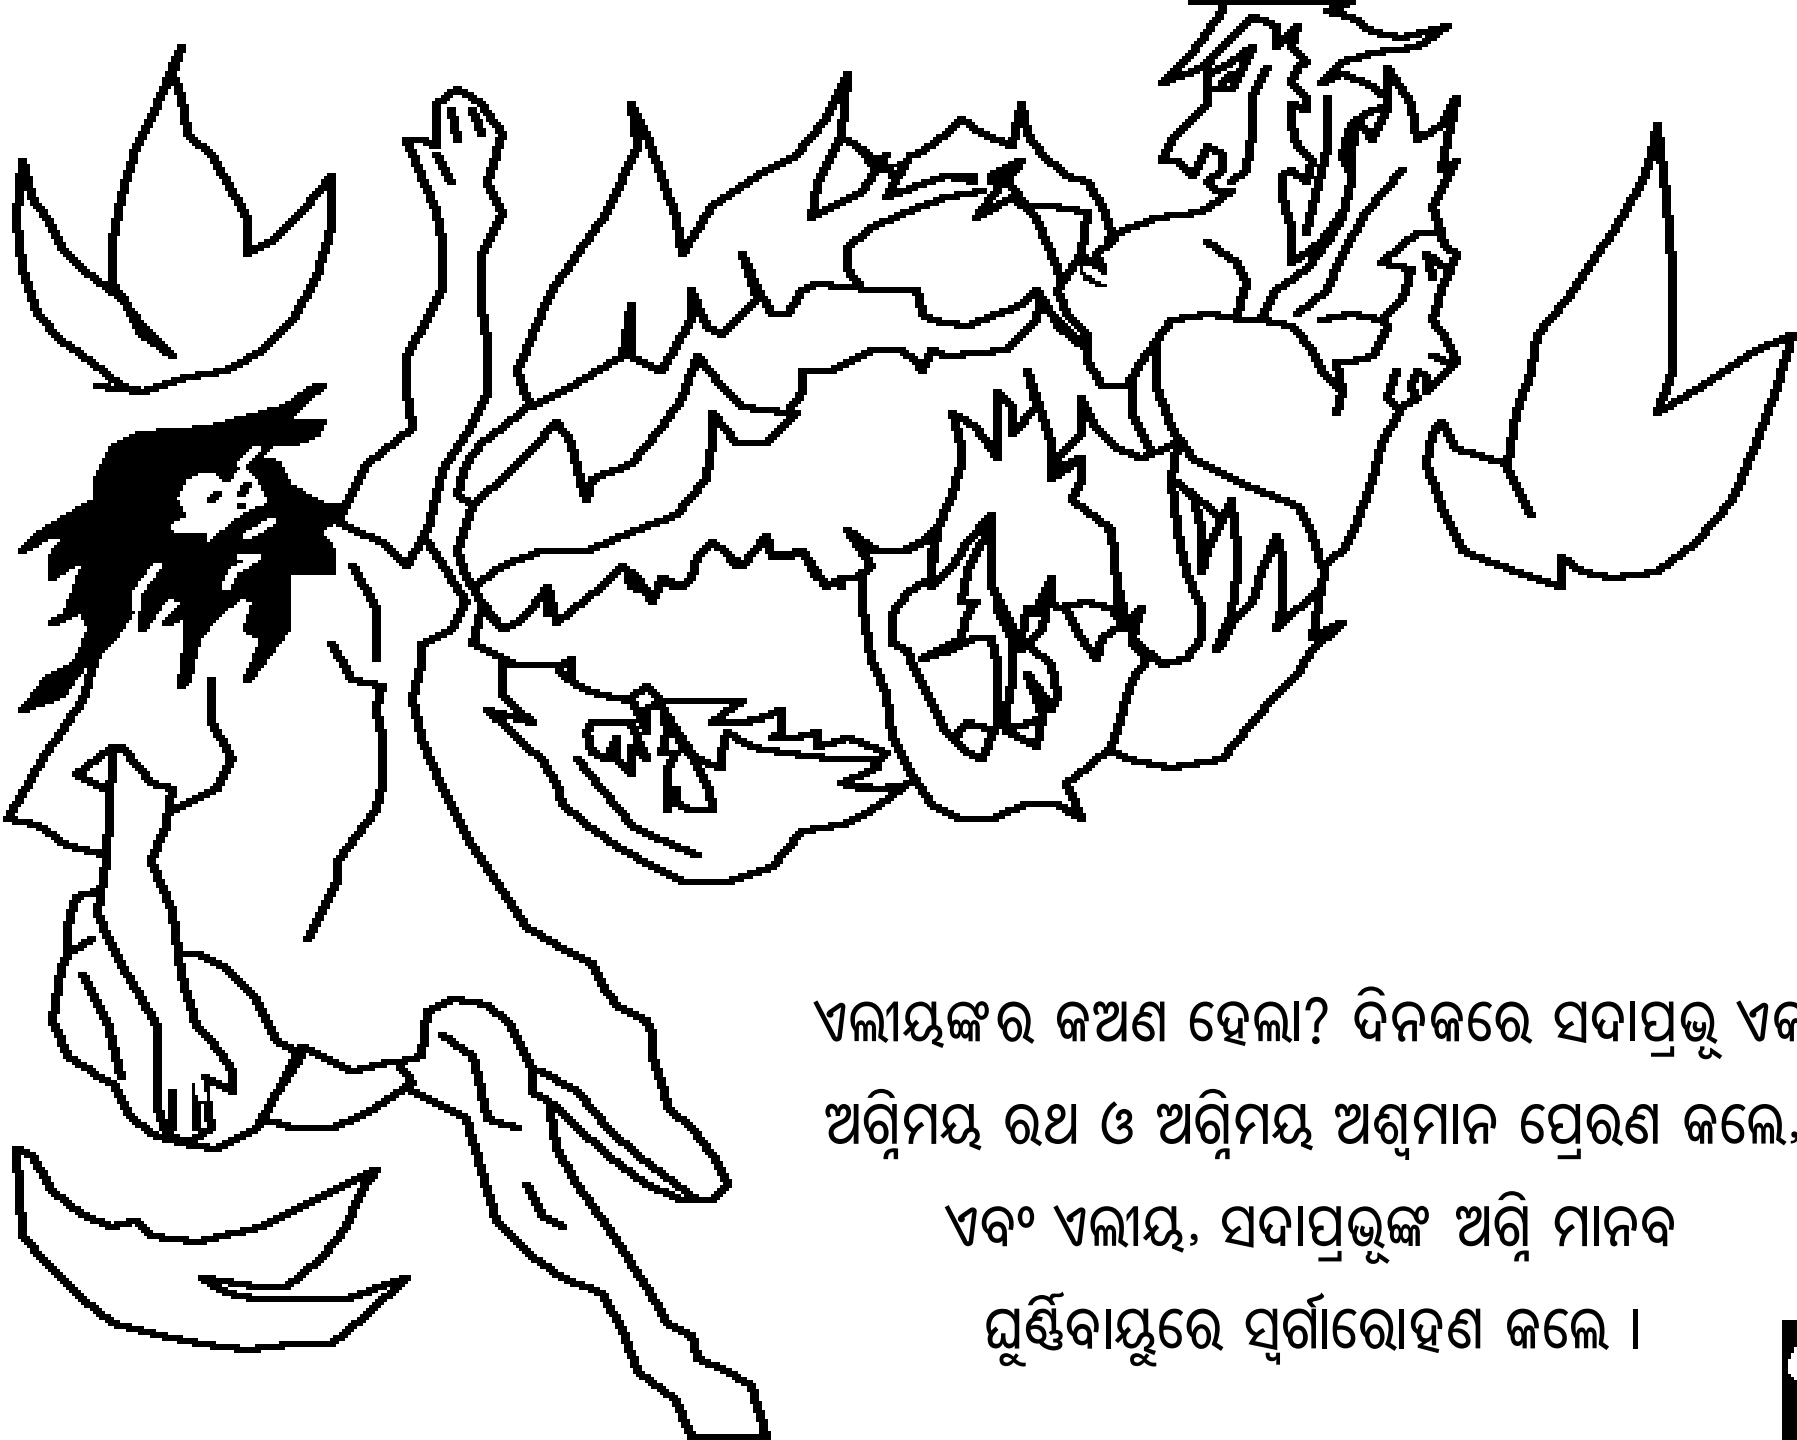 ଏଲୀୟଙ୍କର କଅଣ ହେଲା? ଦିନକରେ ସଦାପ୍ରଭୂ
ଅଗ୍ନିମୟ ରଥ ଓ ଅଗ୍ନିମୟ ଅଶ୍ୱମାନ ପ୍ରେରଣ କଲେ,
ଏବଂ ଏଲୀୟ, ସଦାପ୍ରଭୂଙ୍କ ଅଗ୍ନି ମାନବ
ଘୁର୍ଣ୍ଣିବାୟୁରେ ସ୍ୱର୍ଗାରୋହଣ କଲେ ।